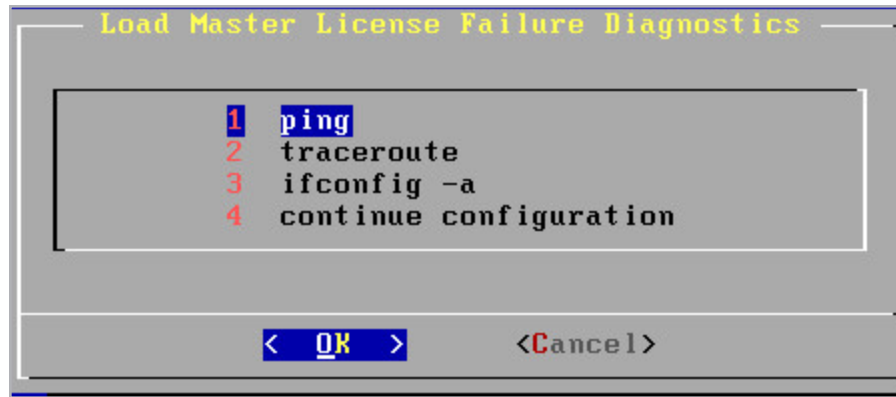 Load Master License Failure Diagnostics
1 ping
2 traceroute
3 ifconfig -a
4 continue configuration
< OK > <Cancel>